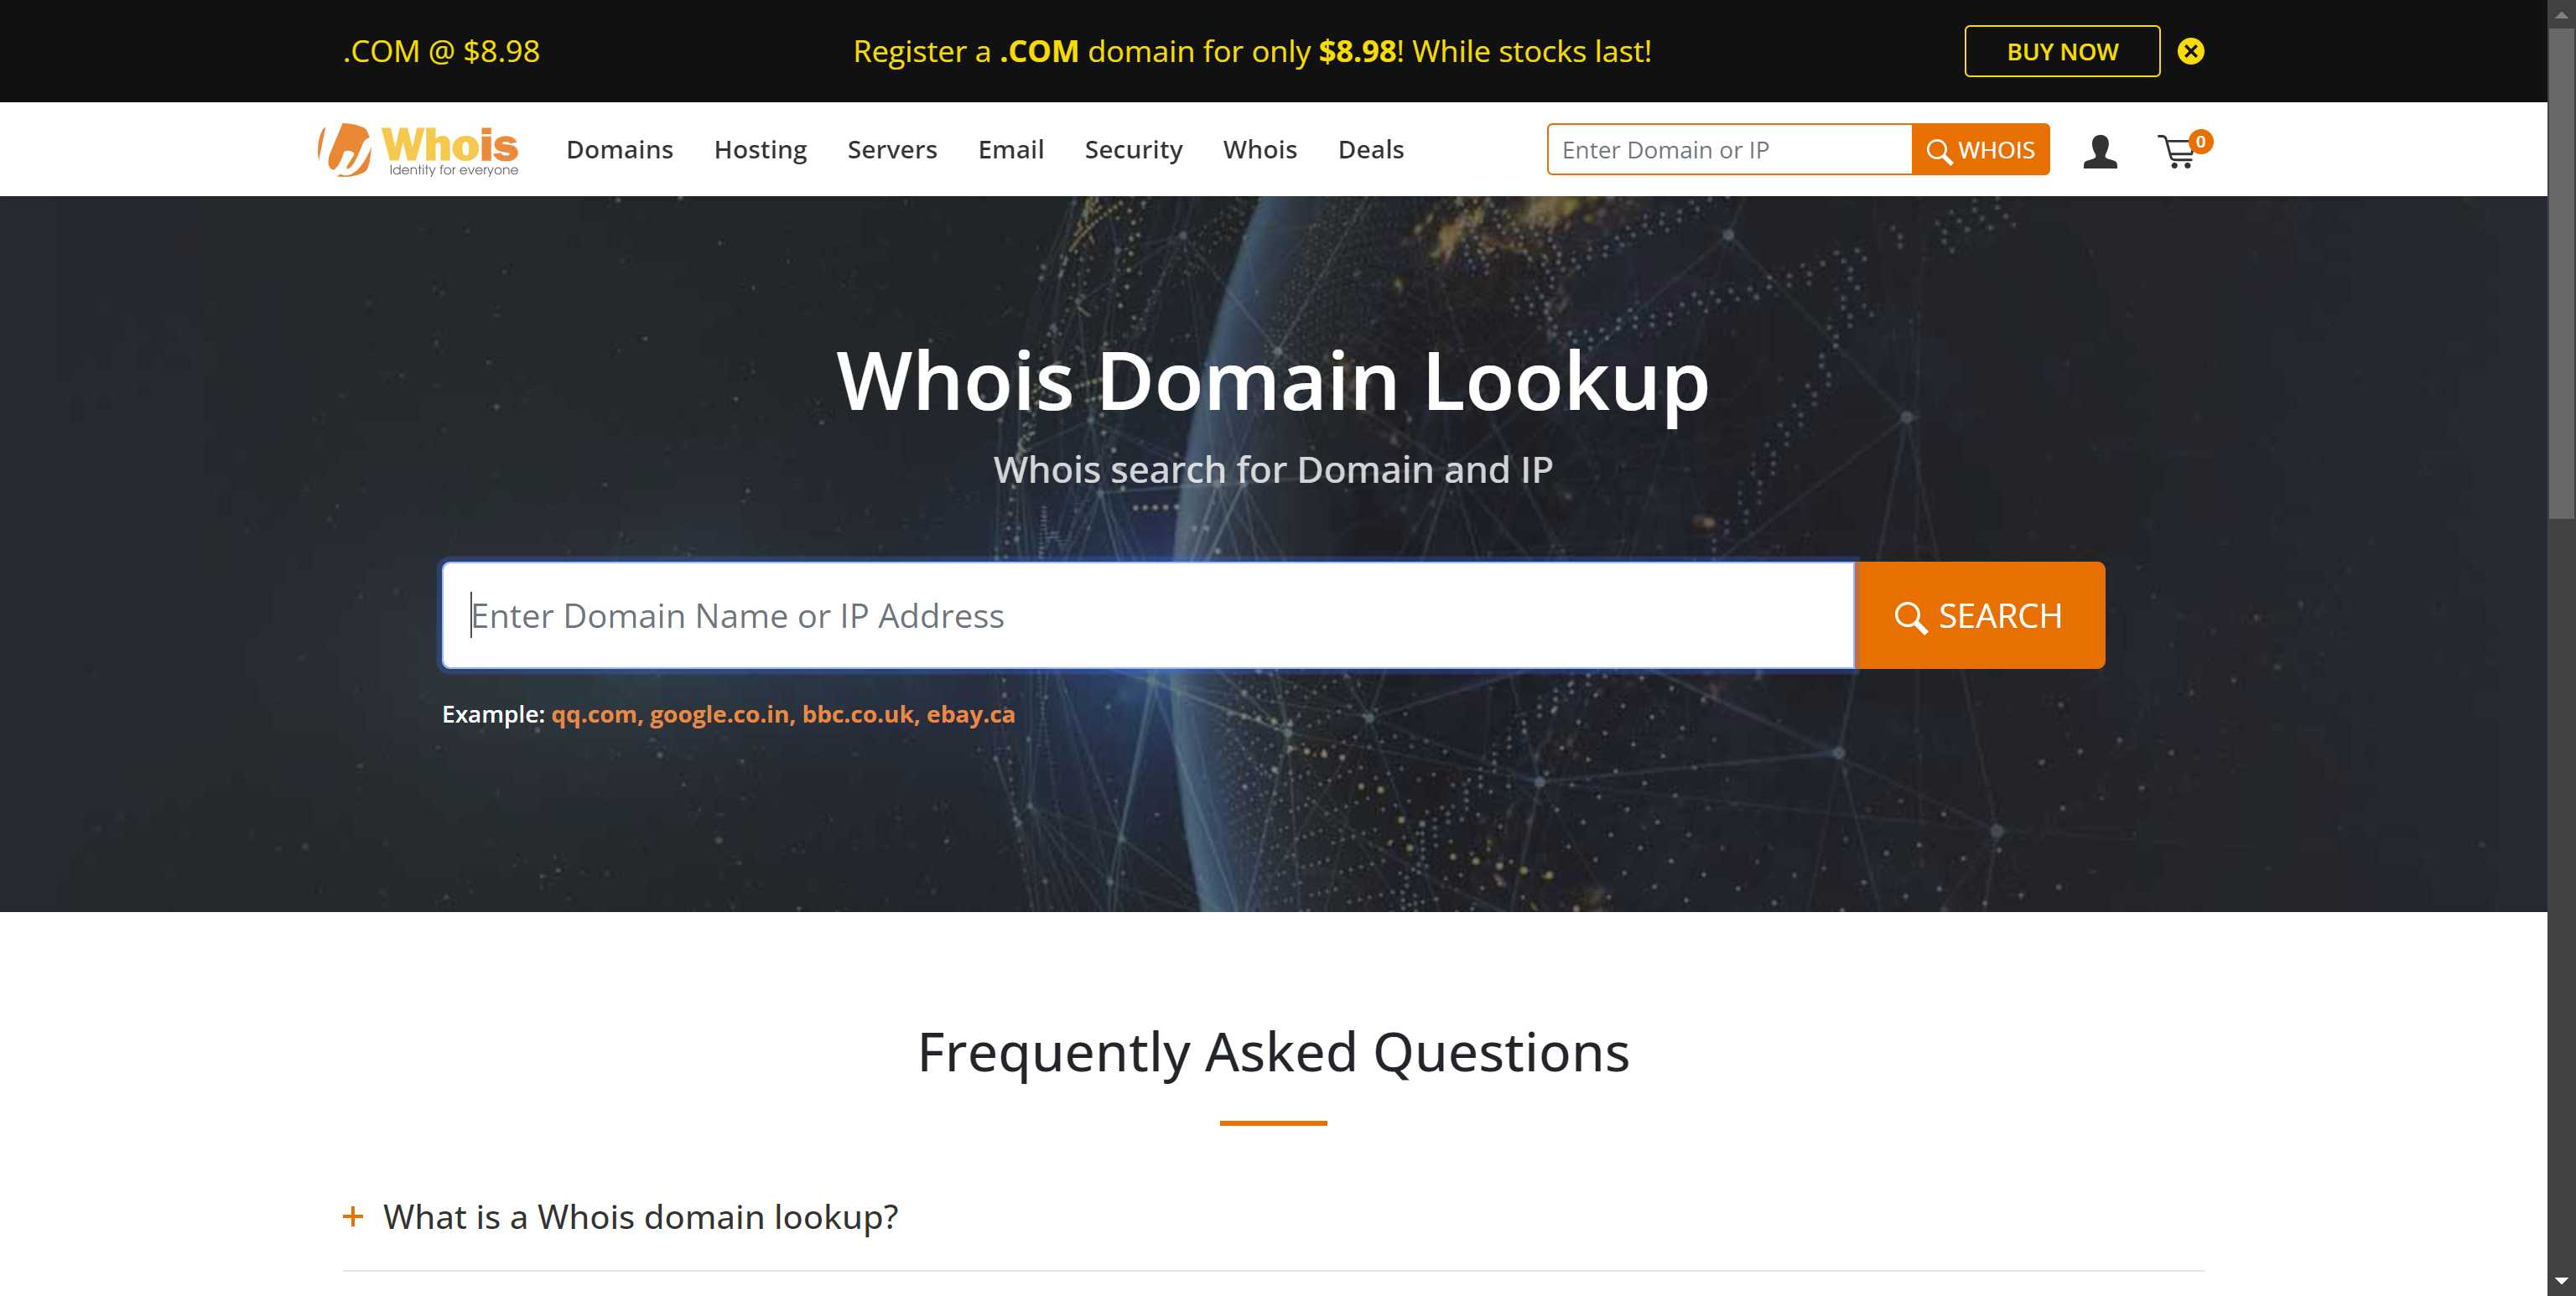 .COM @ $8.98
Register a .COM domain for only $8.98! While stocks last!
BUY NOW
Whois
Identity for everyone
Domains
Hosting
Servers
Email
Security
Whois
Deals
Enter Domain or IP
WHOIS
0
Whois Domain Lookup
Whois search for Domain and IP
Enter Domain Name or IP Address
SEARCH
Example: qq.com, google.co.in, bbc.co.uk, ebay.ca
Frequently Asked Questions
+ What is a Whois domain lookup?